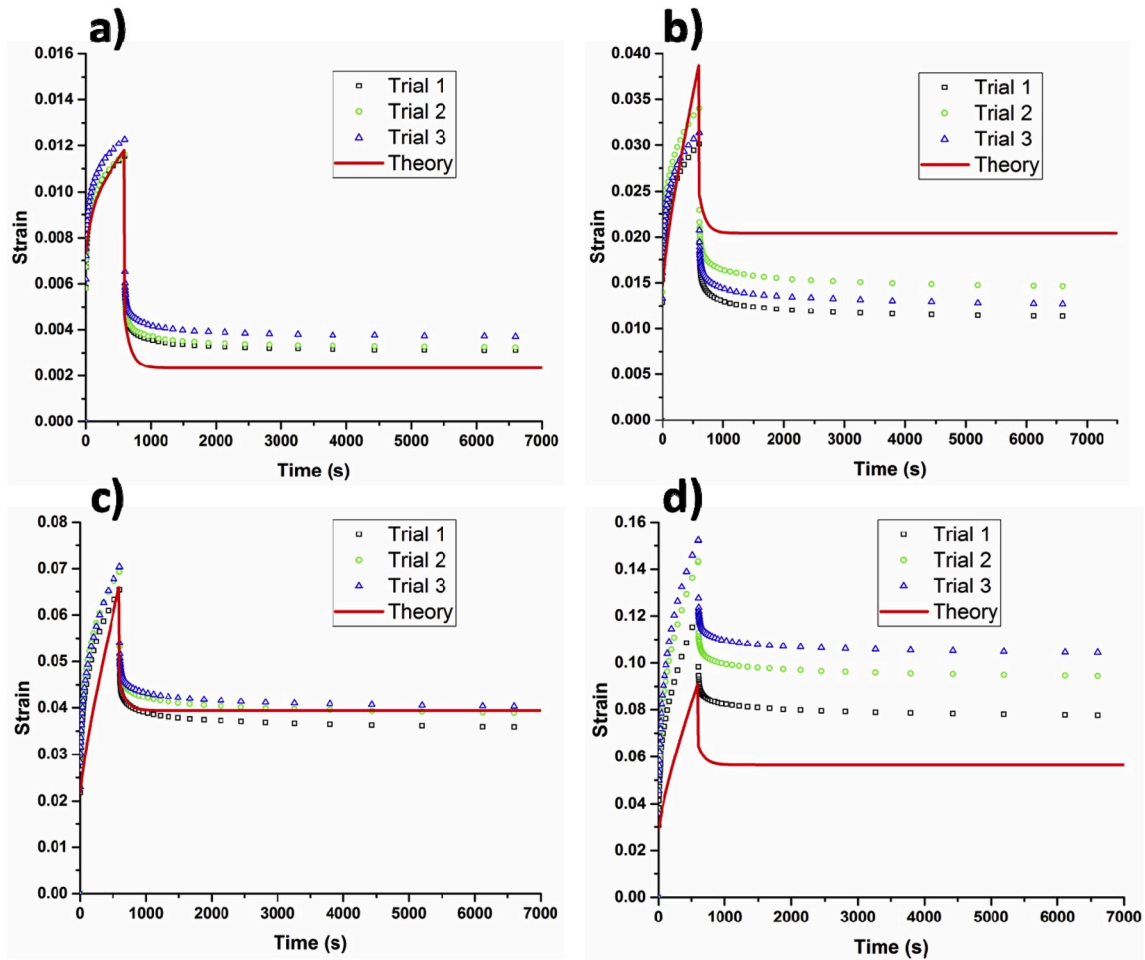 a)
0.016
0.014
0.012
0.010
0.008
0.006
0.004
0.002
0.000
Strain
0 1000 2000 3000 4000 5000 6000 7000
Time (s)
Trial 1
Trial 2
Trial 3
Theory
b)
0.040
0.035
0.030
0.025
0.020
0.015
0.010
0.005
0.000
Strain
0 1000 2000 3000 4000 5000 6000 7000
Time (s)
Trial 1
Trial 2
Trial 3
Theory
c)
0.08
0.07
0.06
0.05
0.04
0.03
0.02
0.01
0.00
Strain
0 1000 2000 3000 4000 5000 6000 7000
Time (s)
Trial 1
Trial 2
Trial 3
Theory
d)
0.16
0.14
0.12
0.10
0.08
0.06
0.04
0.02
0.00
Strain
0 1000 2000 3000 4000 5000 6000 7000
Time (s)
Trial 1
Trial 2
Trial 3
Theory